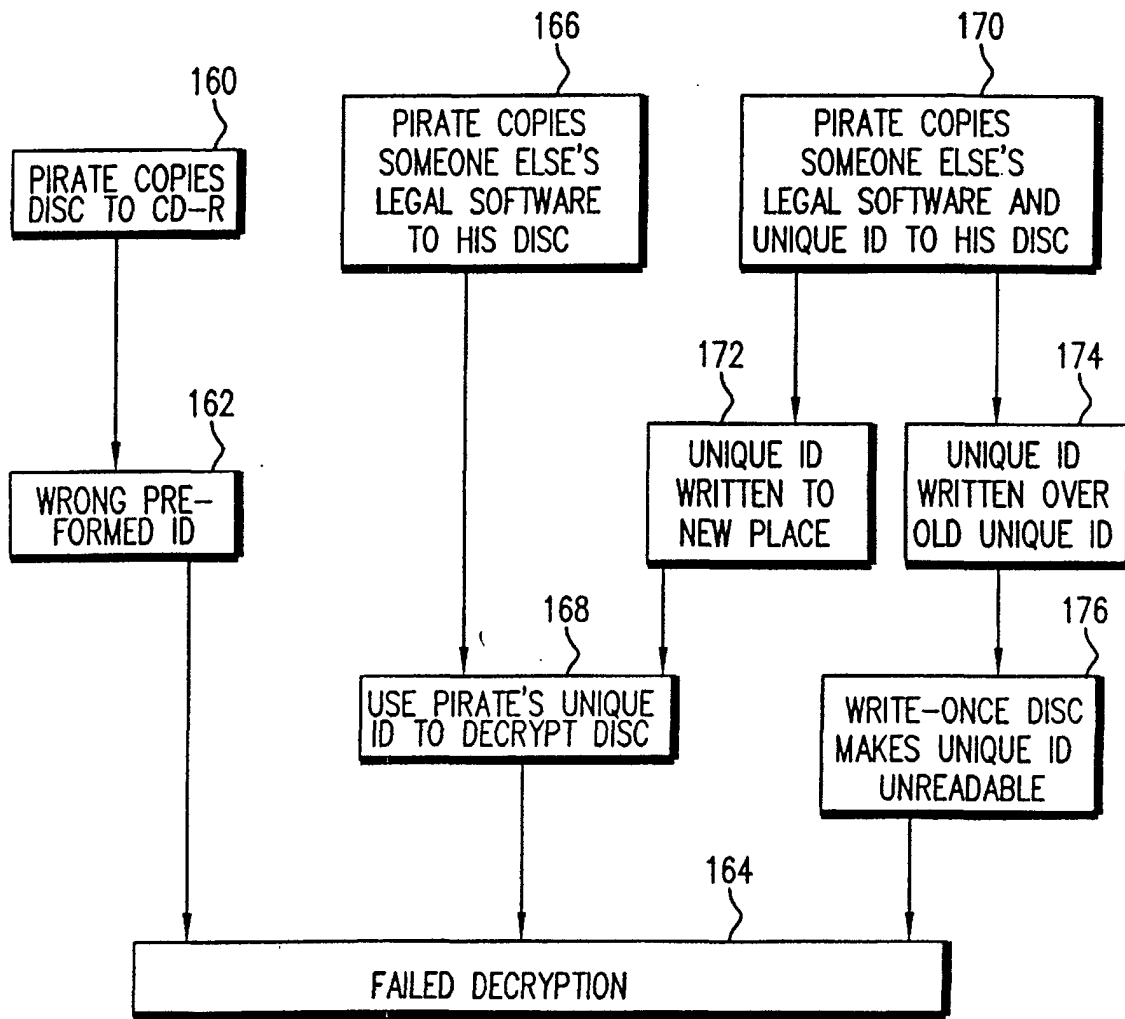 160
PIRATE COPIES
DISC TO CD-R
166
PIRATE COPIES
SOMEONE ELSE'S
LEGAL SOFTWARE
TO HIS DISC
170
PIRATE COPIES
SOMEONE ELSE'S
LEGAL SOFTWARE AND
UNIQUE ID TO HIS DISC
162
WRONG PRE-
FORMED ID
172
UNIQUE ID
WRITTEN TO
NEW PLACE
174
UNIQUE ID
WRITTEN OVER
OLD UNIQUE ID
168
USE PIRATE'S UNIQUE
ID TO DECRYPT DISC
176
WRITE-ONCE DISC
MAKES UNIQUE ID
UNREADABLE
164
FAILED DECRYPTION